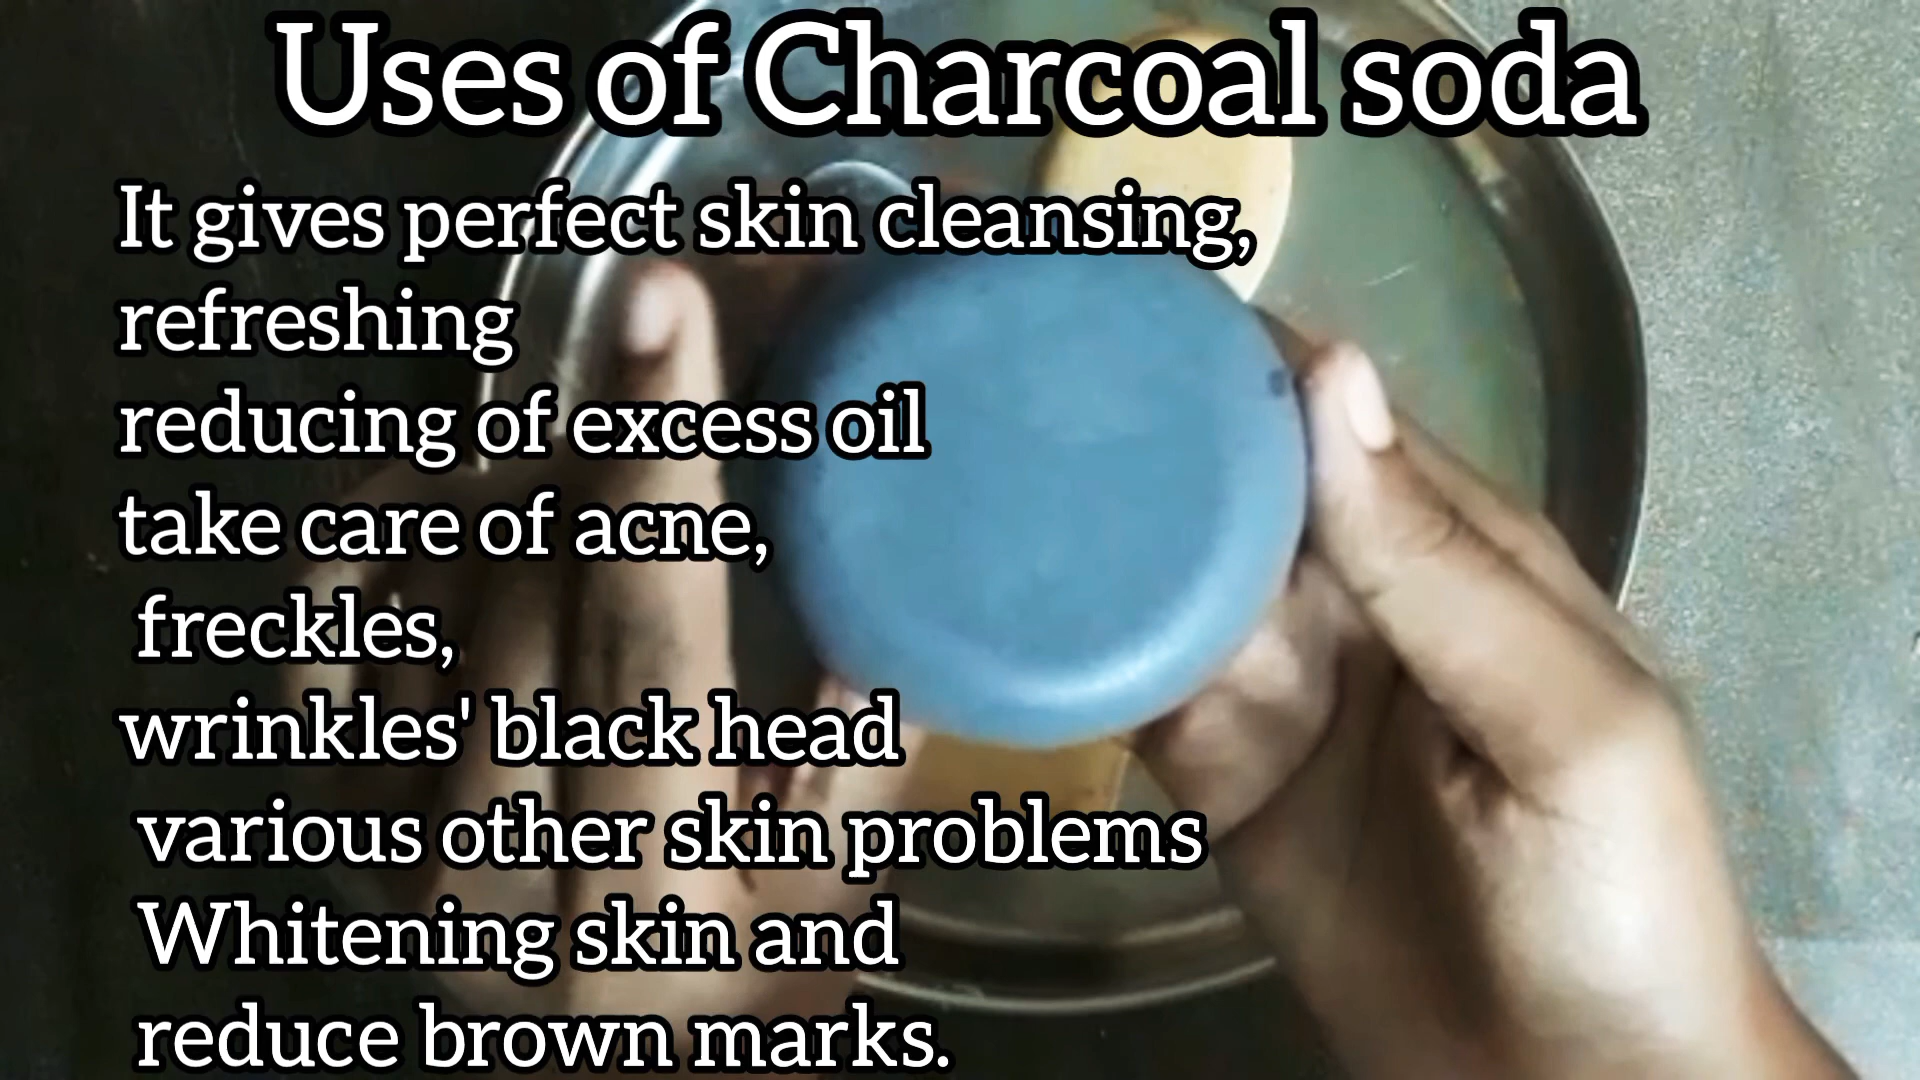 Uses of Charcoal soda
It gives perfect skin cleansing,
refreshing
reducing of excess oil
take care of acne,
freckles,
wrinkles' black head
various other skin problems
Whitening skin and
reduce brown marks.